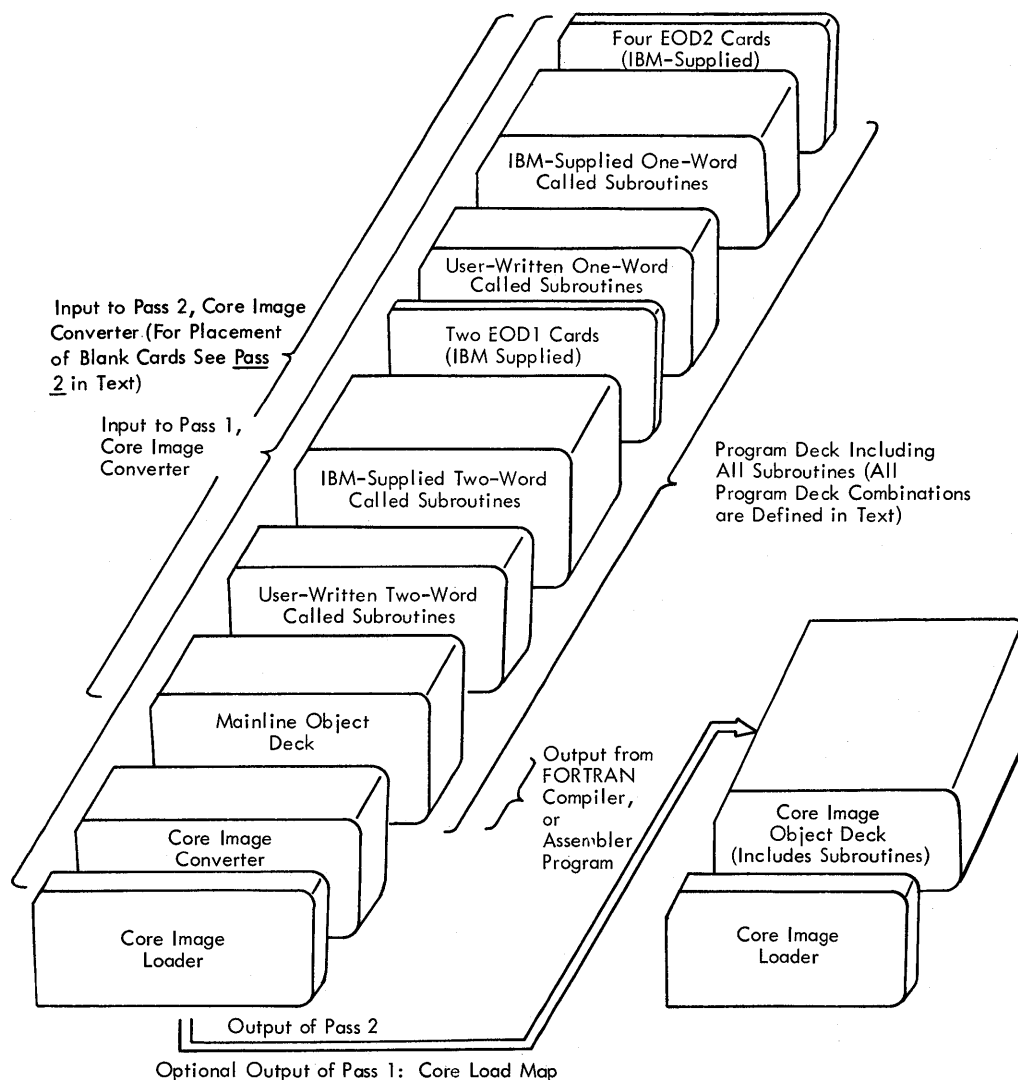 Four EOD2 Cards
(IBM-Supplied)
IBM-Supplied One-Word
Called Subroutines
User-Written One-Word
Called Subroutines
Input to Pass 2, Core Image
Converter (For Placement
of Blank Cards See Pass
2 in Text)
Two EOD1 Cards
(IBM Supplied)
Input to Pass 1,
Core Image
Converter
IBM-Supplied Two-Word
Called Subroutines
Program Deck Including
All Subroutines (All
Program Deck Combinations
are Defined in Text)
User-Written Two-Word
Called Subroutines
Mainline Object
Deck
Output from
FORTRAN
Compiler,
or
Assembler
Program
Core Image
Converter
Core Image
Object Deck
(Includes Subroutines)
Core Image
Loader
Core Image
Loader
Output of Pass 2
Optional Output of Pass 1: Core Load Map